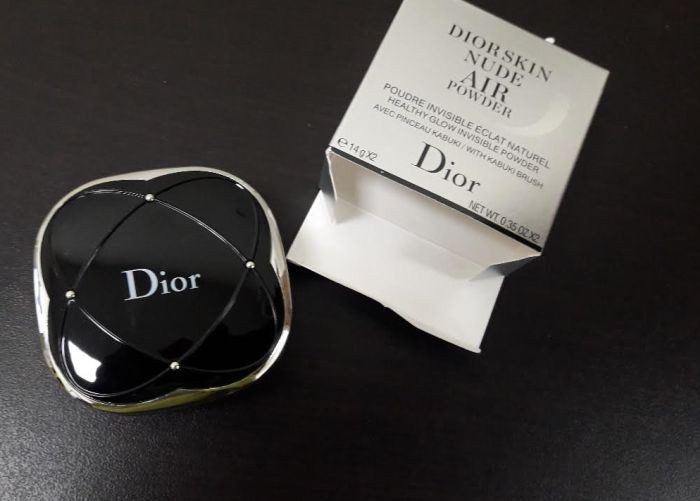 DIORSKIN
NUDE
AIR
POWDER
POUDRE INVISIBLE ECLAT NATUREL
HEALTHY GLOW INVISIBLE POWDER
AVEC PINCEAU KABUKI / WITH KABUKI BRUSH
Dior
℮ 14 g X2
NET WT. 0.35 OZ X2
Dior